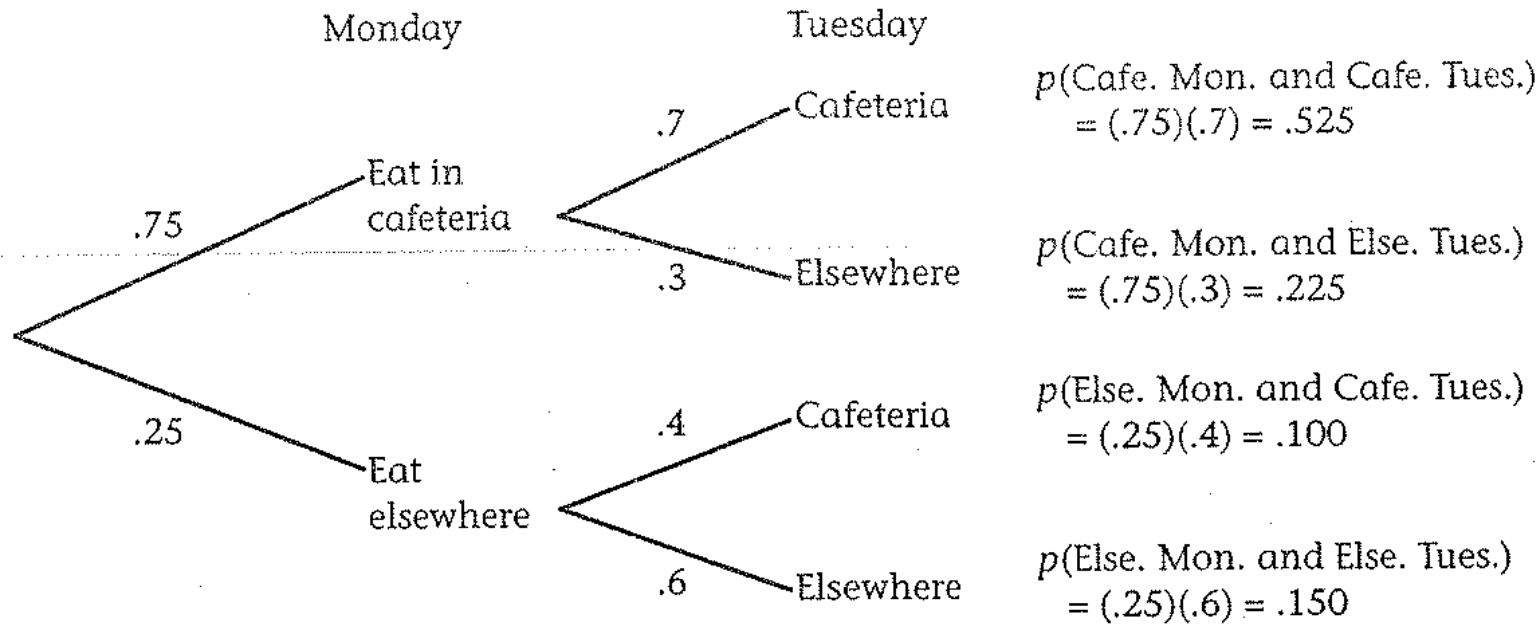 Monday
Tuesday
.75
Eat in
cafeteria
.7
Cafeteria
p(Cafe. Mon. and Cafe. Tues.)
= (.75)(.7) = .525
.3
Elsewhere
p(Cafe. Mon. and Else. Tues.)
= (.75)(.3) = .225
.25
Eat
elsewhere
.4
Cafeteria
p(Else. Mon. and Cafe. Tues.)
= (.25)(.4) = .100
.6
Elsewhere
p(Else. Mon. and Else. Tues.)
= (.25)(.6) = .150